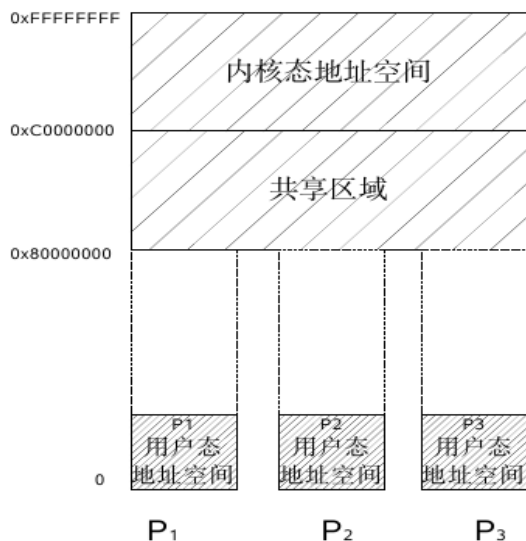 0xFFFFFFFF
内核态地址空间
0xC0000000
共享区域
0x80000000
P1
用户态
地址空间
P2
用户态
地址空间
P3
用户态
地址空间
0
P₁
P₂
P₃